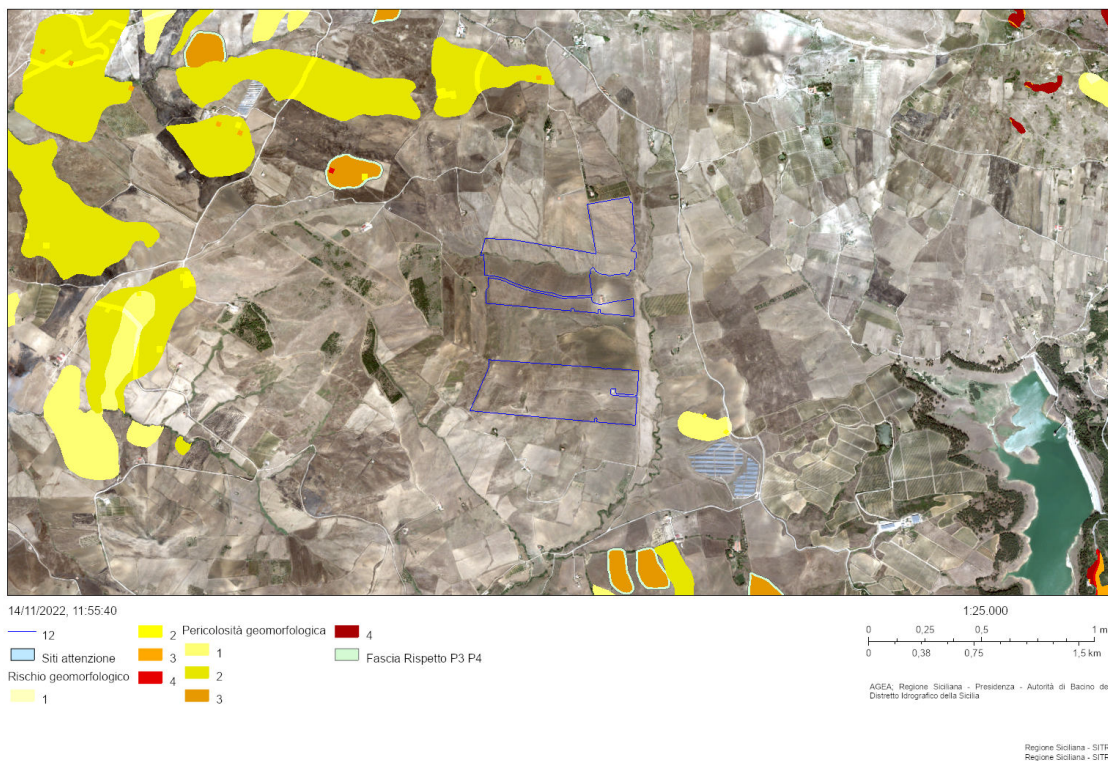 14/11/2022, 11:55:40
12
Siti attenzione
Rischio geomorfologico
1
2
3
4
Pericolosità geomorfologica
1
2
3
4
Fascia Rispetto P3 P4
1:25.000
0 0,25 0,5 1 m
0 0,38 0,75 1,5 km
AGEA; Regione Siciliana - Presidenza - Autorità di Bacino de
Distretto Idrografico della Sicilia
Regione Siciliana - SITR
Regione Siciliana - SITR